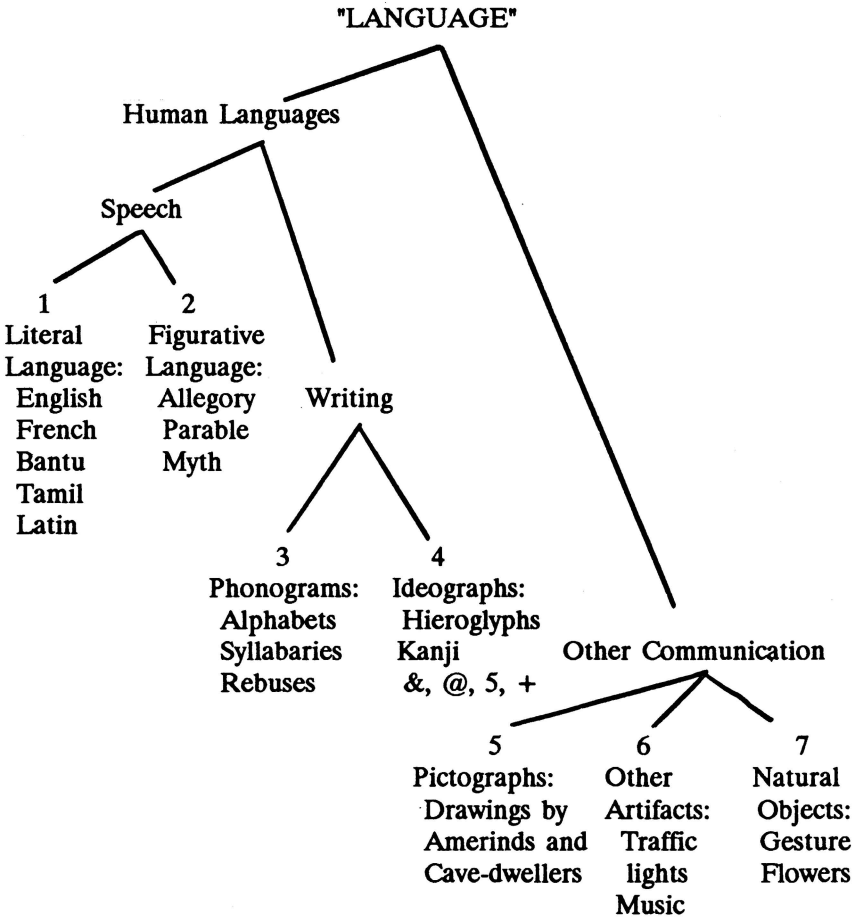 "LANGUAGE"
Human Languages
Speech
1
Literal
Language:
English
French
Bantu
Tamil
Latin
2
Figurative
Language:
Allegory
Parable
Myth
Writing
3
Phonograms:
Alphabets
Syllabaries
Rebuses
4
Ideographs:
Hieroglyphs
Kanji
&, @, 5, +
Other Communication
5
Pictographs:
Drawings by
Amerinds and
Cave-dwellers
6
Other
Artifacts:
Traffic
lights
Music
7
Natural
Objects:
Gesture
Flowers